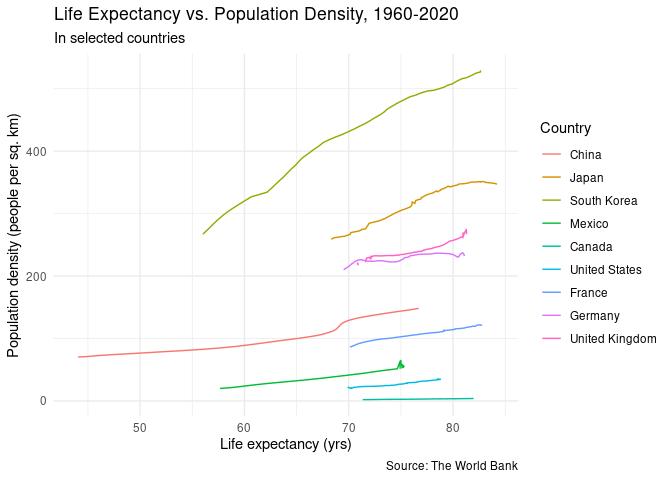 Life Expectancy vs. Population Density, 1960-2020
In selected countries
Population density (people per sq. km)
400
200
0
50 60 70 80
Life expectancy (yrs)
Source: The World Bank
Country
China
Japan
South Korea
Mexico
Canada
United States
France
Germany
United Kingdom